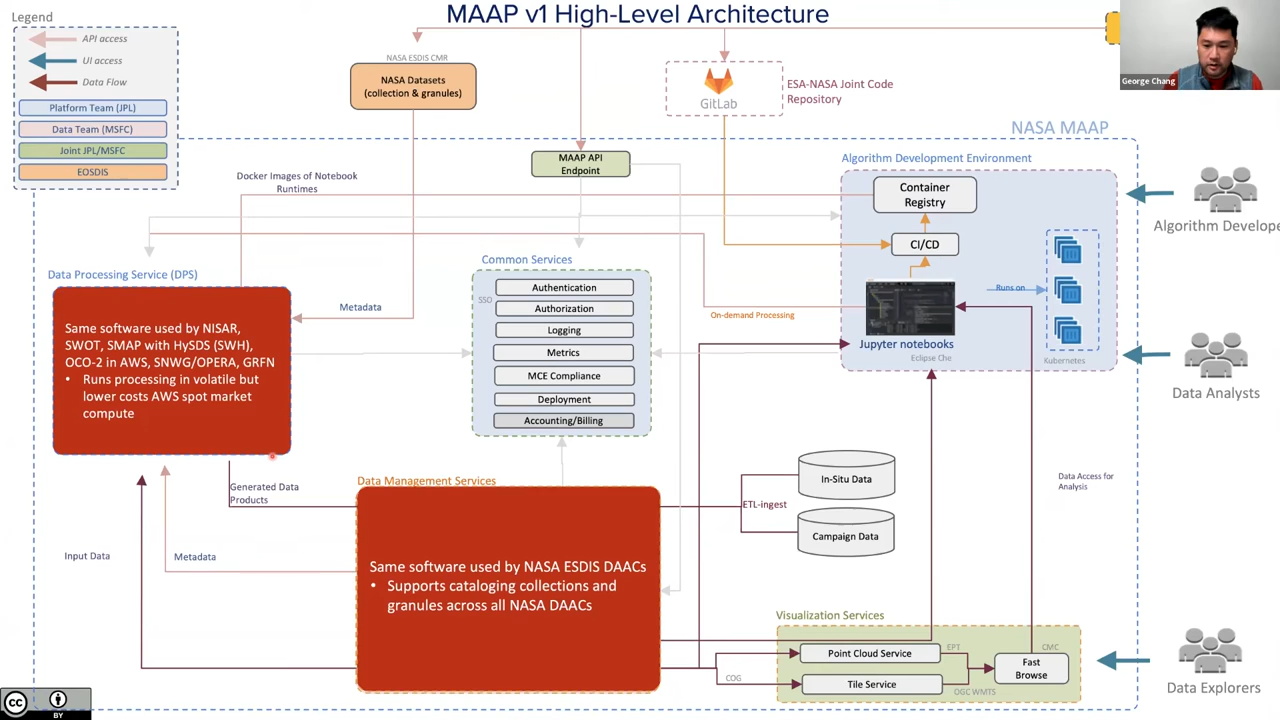 MAAP v1 High-Level Architecture
Legend
API access
UI access
Data Flow
Platform Team (JPL)
Data Team (MSFC)
Joint JPL/MSFC
EOSDIS
NASA ESDIS CMR
NASA Datasets
(collection & granules)
GitLab
ESA-NASA Joint Code
Repository
George Chang
NASA MAAP
MAAP API
Endpoint
Docker Images of Notebook
Runtimes
Algorithm Development Environment
Container
Registry
CI/CD
Runs on
Jupyter notebooks
Eclipse Che
Kubernetes
On-demand Processing
Algorithm Develope
Data Analysts
Data Explorers
Data Processing Service (DPS)
Same software used by NISAR,
SWOT, SMAP with HySDS (SWH),
OCO-2 in AWS, SNWG/OPERA, GRFN
• Runs processing in volatile but
lower costs AWS spot market
compute
Metadata
Common Services
SSO
Authentication
Authorization
Logging
Metrics
MCE Compliance
Deployment
Accounting/Billing
Generated Data
Products
Input Data
Metadata
Data Management Services
Same software used by NASA ESDIS DAACs
• Supports cataloging collections and
granules across all NASA DAACs
ETL-ingest
In-Situ Data
Campaign Data
Data Access for
Analysis
Visualization Services
Point Cloud Service
EPT
CMC
COG
Tile Service
OGC WMTS
Fast
Browse
CC
BY